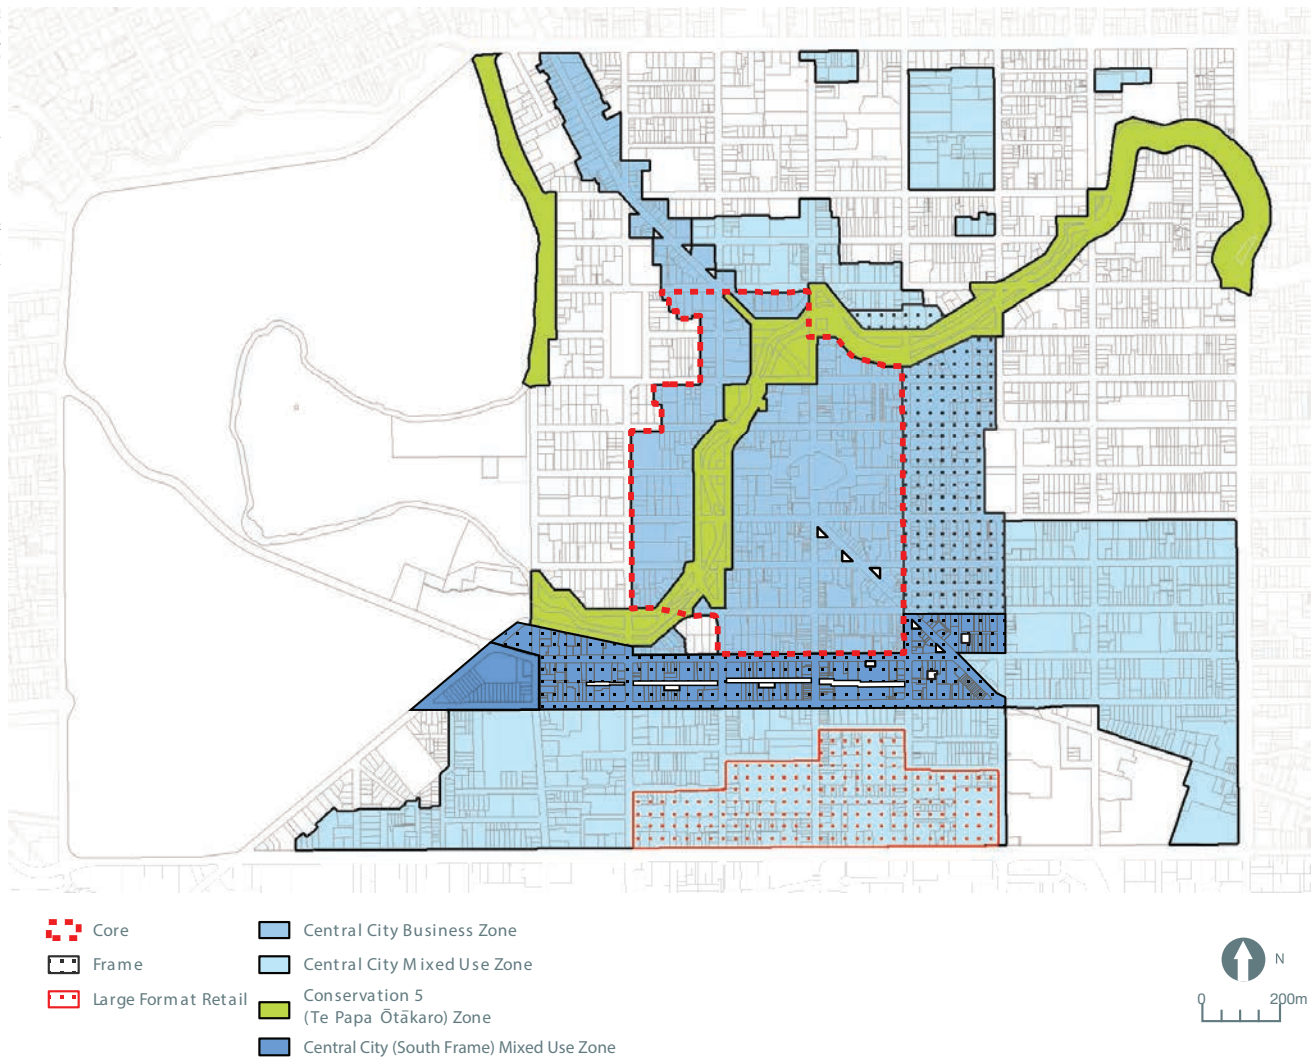 Core
Frame
Large Format Retail
Central City Business Zone
Central City Mixed Use Zone
Conservation 5
(Te Papa Ōtākaro) Zone
Central City (South Frame) Mixed Use Zone
N
0 200m